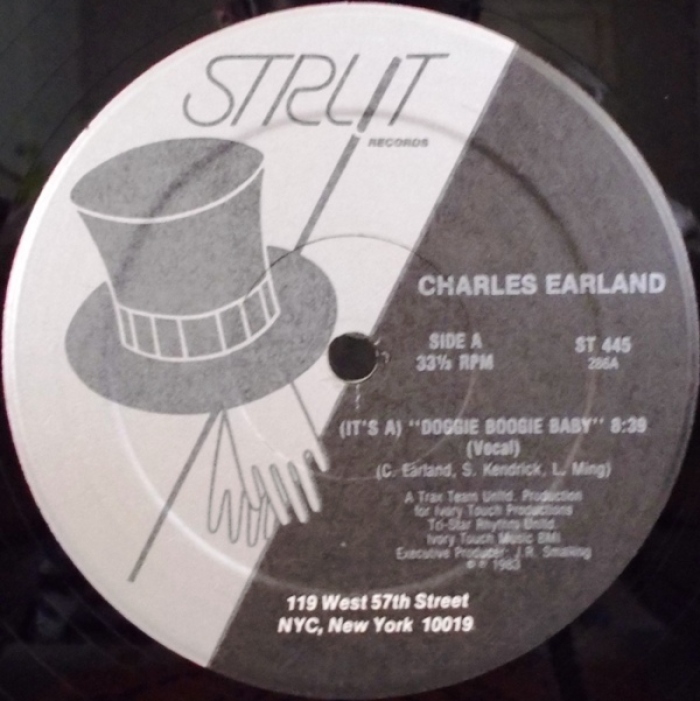 STRUT
RECORDS
CHARLES EARLAND
SIDE A
33⅓ RPM
ST 445
286A
(IT'S A) "DOGGIE BOOGIE BABY" 8:39
(Vocal)
(C. Earland, S. Kendrick, L. Ming)
A Trax Team Unltd. Production
for Ivory Touch Productions
Tri-Star Rhythm Unltd.
Ivory Touch Music BMI
Executive Producer: J.R. Smalling
℗ © 1983
119 West 57th Street
NYC, New York 10019